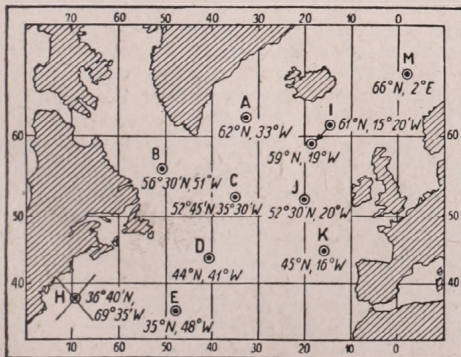 70 60 50 40 30 20 10 0
M
66°N, 2°E
A
62°N, 33°W
I
61°N, 15°20'W
60 60
59°N, 19°W
B
56°30'N, 51°W
C
52°45'N, 35°30'W
J
52°30'N, 20°W
50 50
D
44°N, 41°W
K
45°N, 16°W
40 40
H
36°40'N,
69°35'W
E
35°N, 48°W
70 60 50 40 30 20 10 0